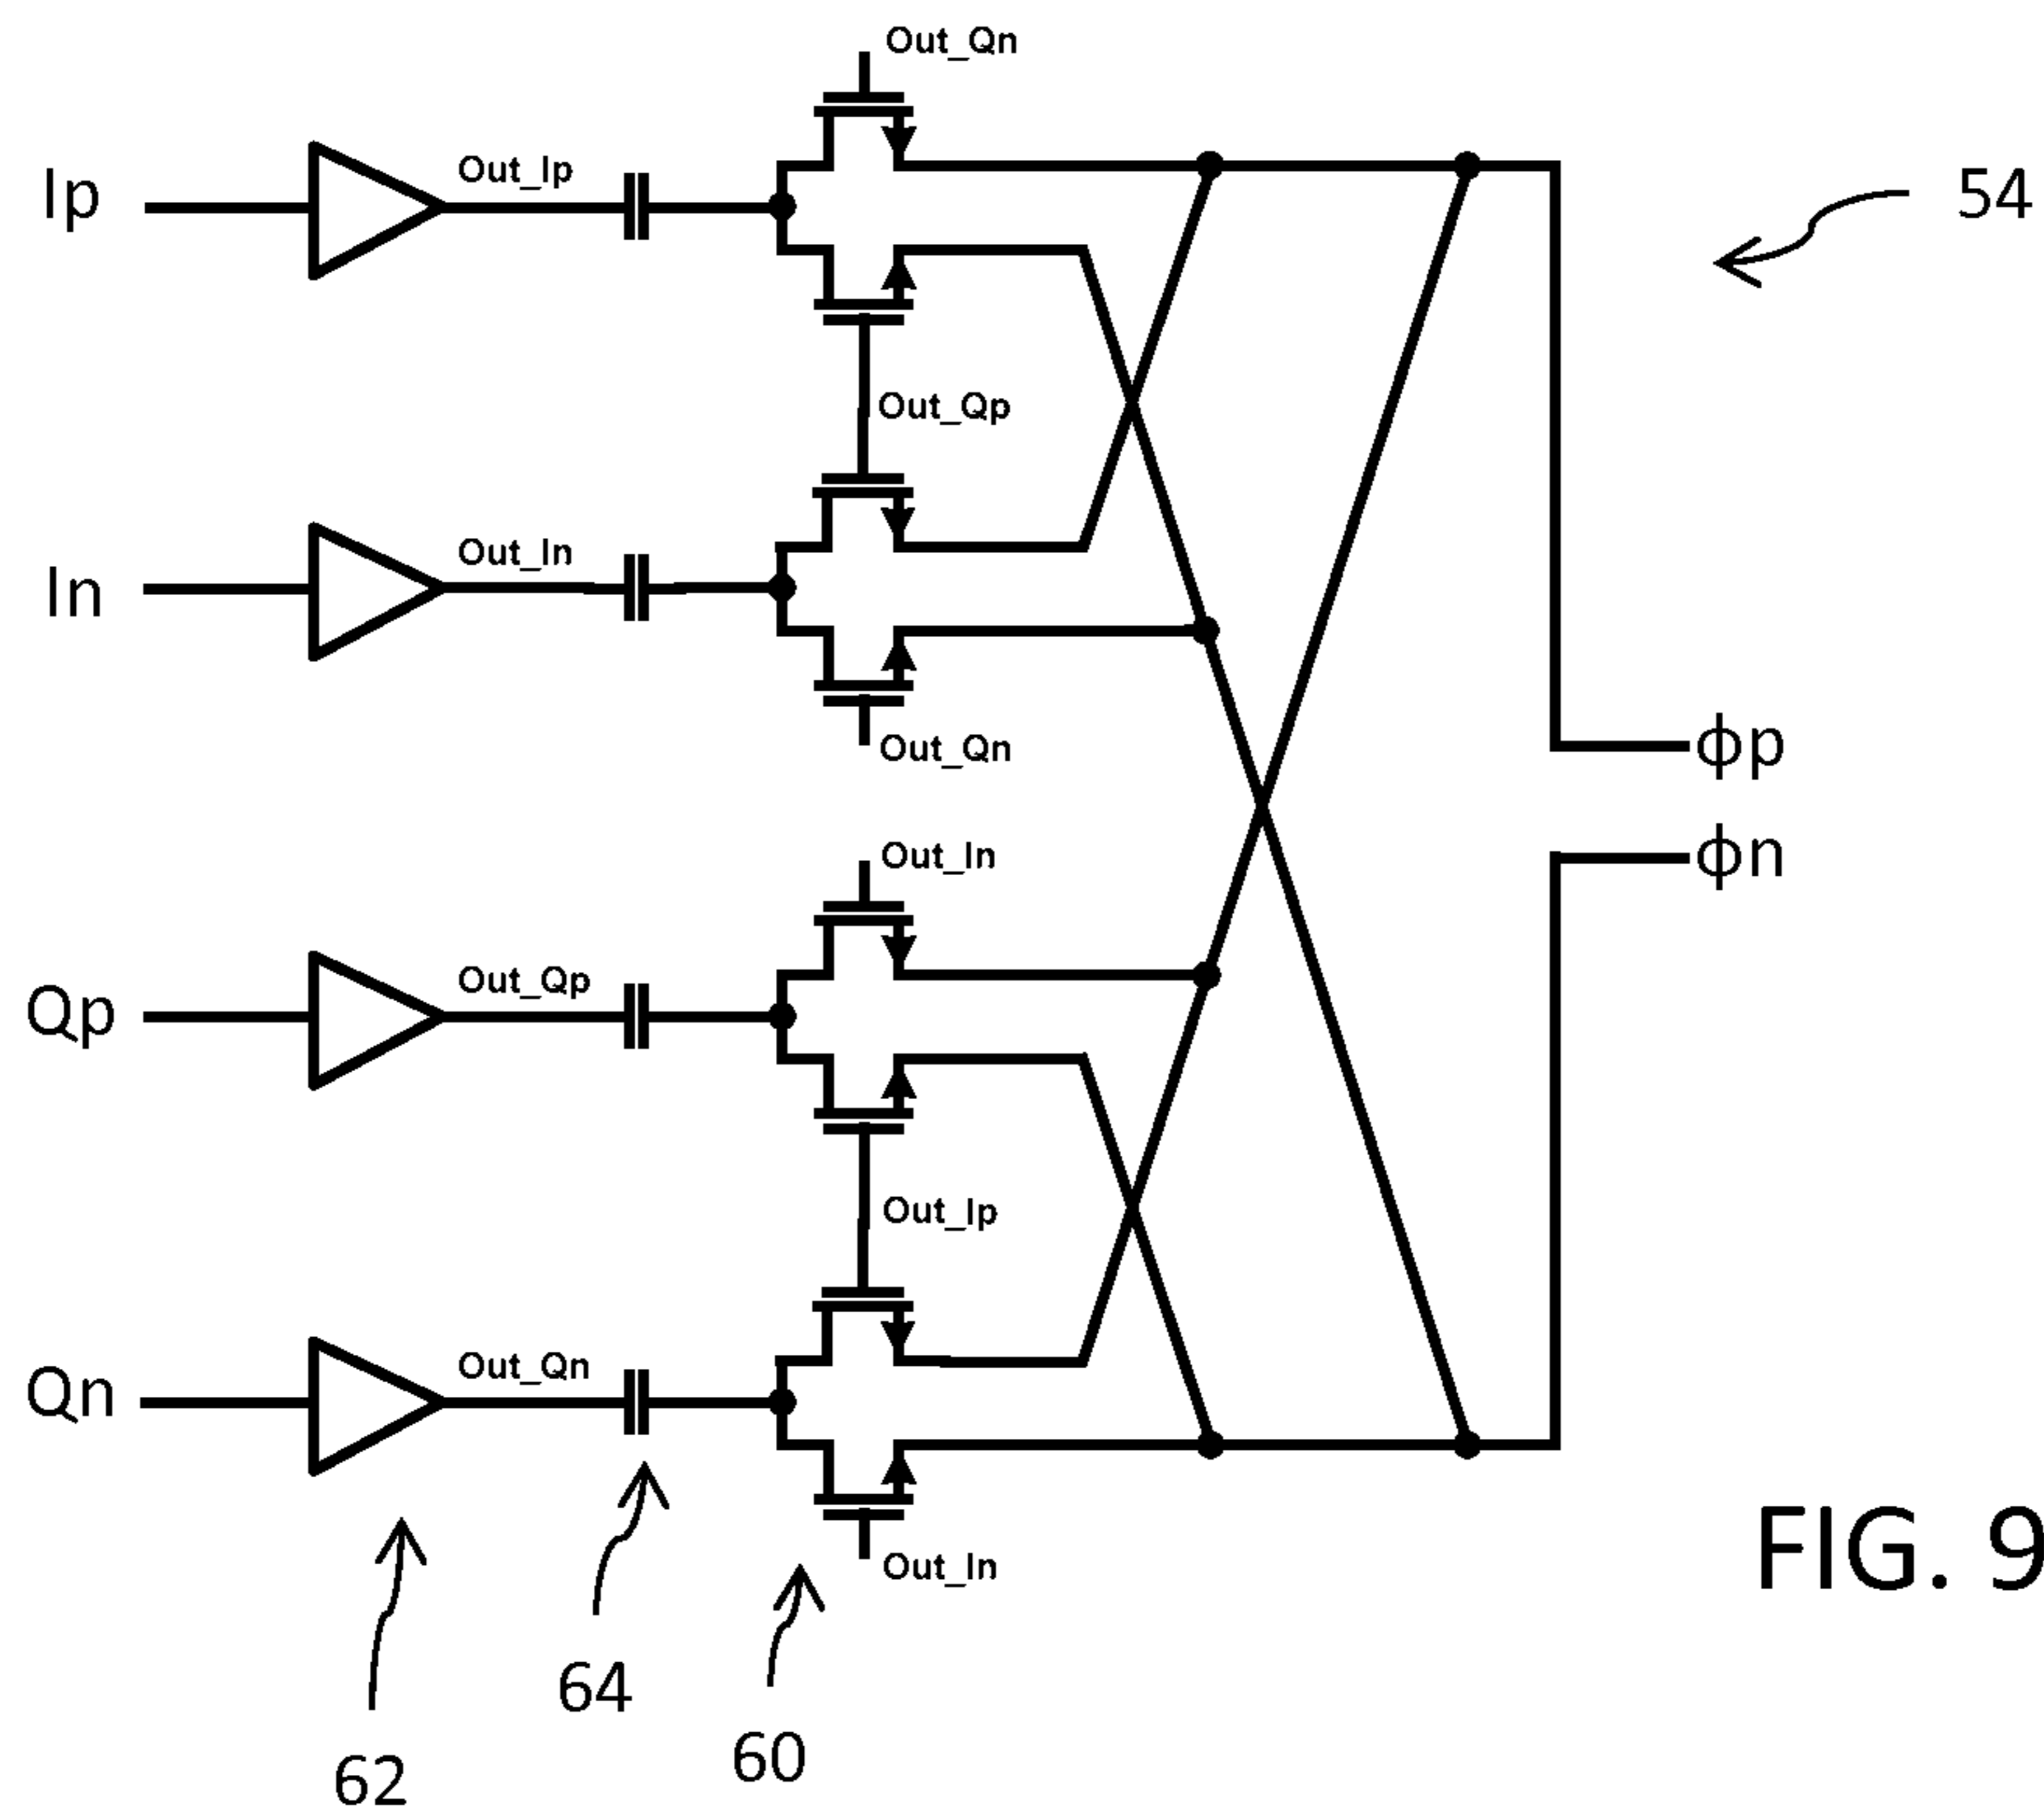 Out_Qn
Ip
Out_Ip
54
Out_Qp
In
Out_In
Out_Qn
ϕp
ϕn
Out_In
Qp
Out_Qp
Out_Ip
Qn
Out_Qn
Out_In
FIG. 9
64
60
62